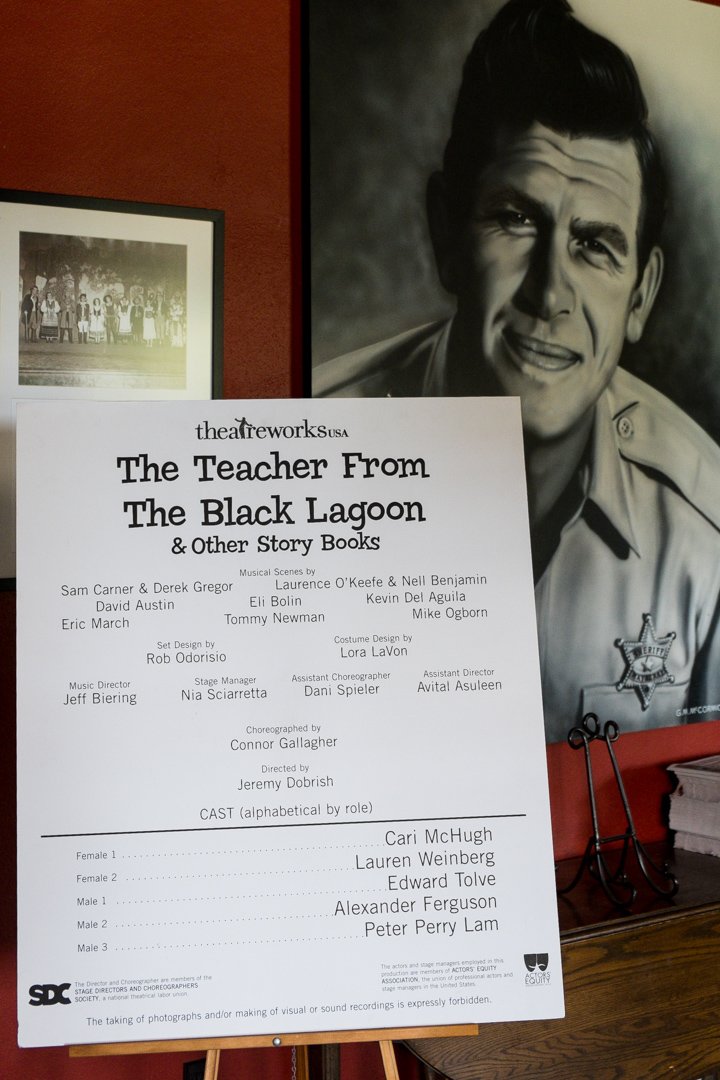 theatreworksUSA
The Teacher From
The Black Lagoon
& Other Story Books
Musical Scenes by
Sam Carner & Derek Gregor Laurence O'Keefe & Nell Benjamin
David Austin Eli Bolin Kevin Del Aguila
Eric March Tommy Newman Mike Ogborn
Set Design by Costume Design by
Rob Odorisio Lora LaVon
Music Director Stage Manager Assistant Choreographer Assistant Director
Jeff Biering Nia Sciarretta Dani Spieler Avital Asuleen
Choreographed by
Connor Gallagher
Directed by
Jeremy Dobrish
CAST (alphabetical by role)
Female 1 Cari McHugh
Female 2 Lauren Weinberg
Male 1 Edward Tolve
Male 2 Alexander Ferguson
Male 3 Peter Perry Lam
SDC
The Director and Choreographer are members of the
STAGE DIRECTORS AND CHOREOGRAPHERS
SOCIETY, a national theatrical labor union.
The actors and stage managers employed in this
production are members of ACTORS' EQUITY
ASSOCIATION, the union of professional actors and
stage managers in the United States.
ACTORS'
EQUITY
The taking of photographs and/or making of visual or sound recordings is expressly forbidden.
SHERIFF